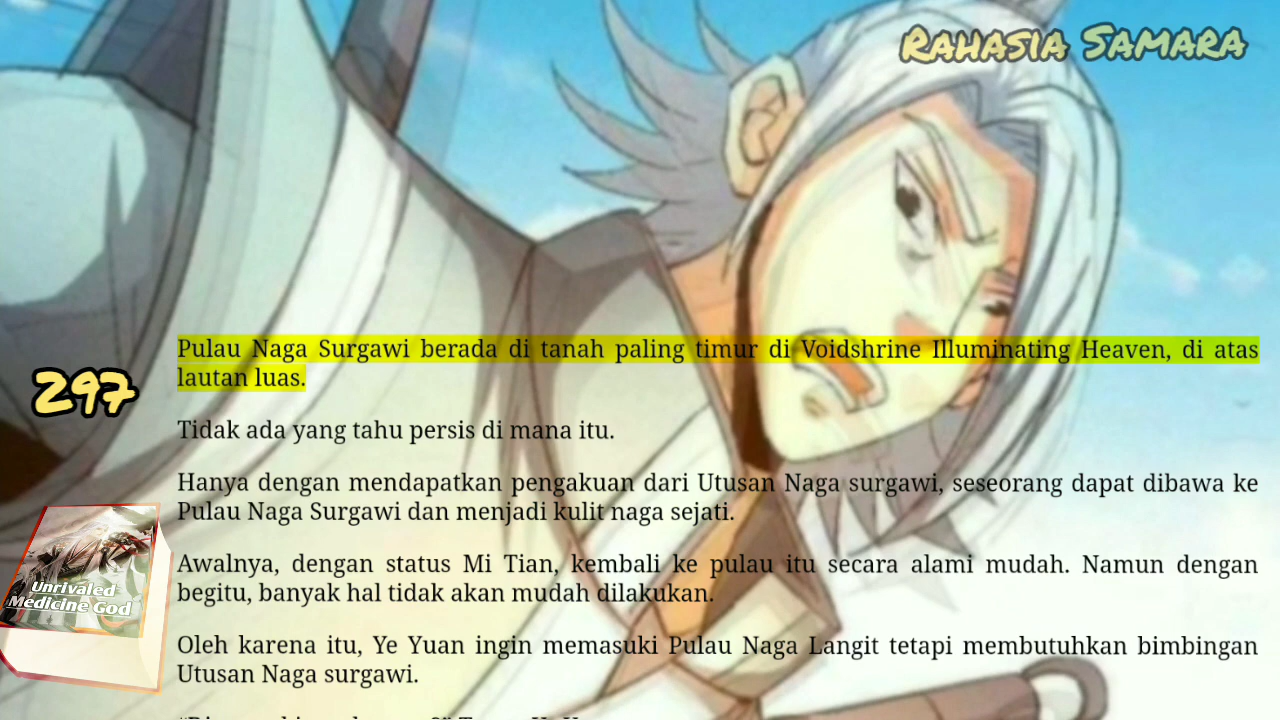 Rahasia Samara
Pulau Naga Surgawi berada di tanah paling timur di Voidshrine Illuminating Heaven, di atas
lautan luas.
297
Tidak ada yang tahu persis di mana itu.
Hanya dengan mendapatkan pengakuan dari Utusan Naga surgawi, seseorang dapat dibawa ke
Pulau Naga Surgawi dan menjadi kulit naga sejati.
Unrivaled
Medicine God
Awalnya, dengan status Mi Tian, kembali ke pulau itu secara alami mudah. Namun dengan
begitu, banyak hal tidak akan mudah dilakukan.
Oleh karena itu, Ye Yuan ingin memasuki Pulau Naga Langit tetapi membutuhkan bimbingan
Utusan Naga surgawi.